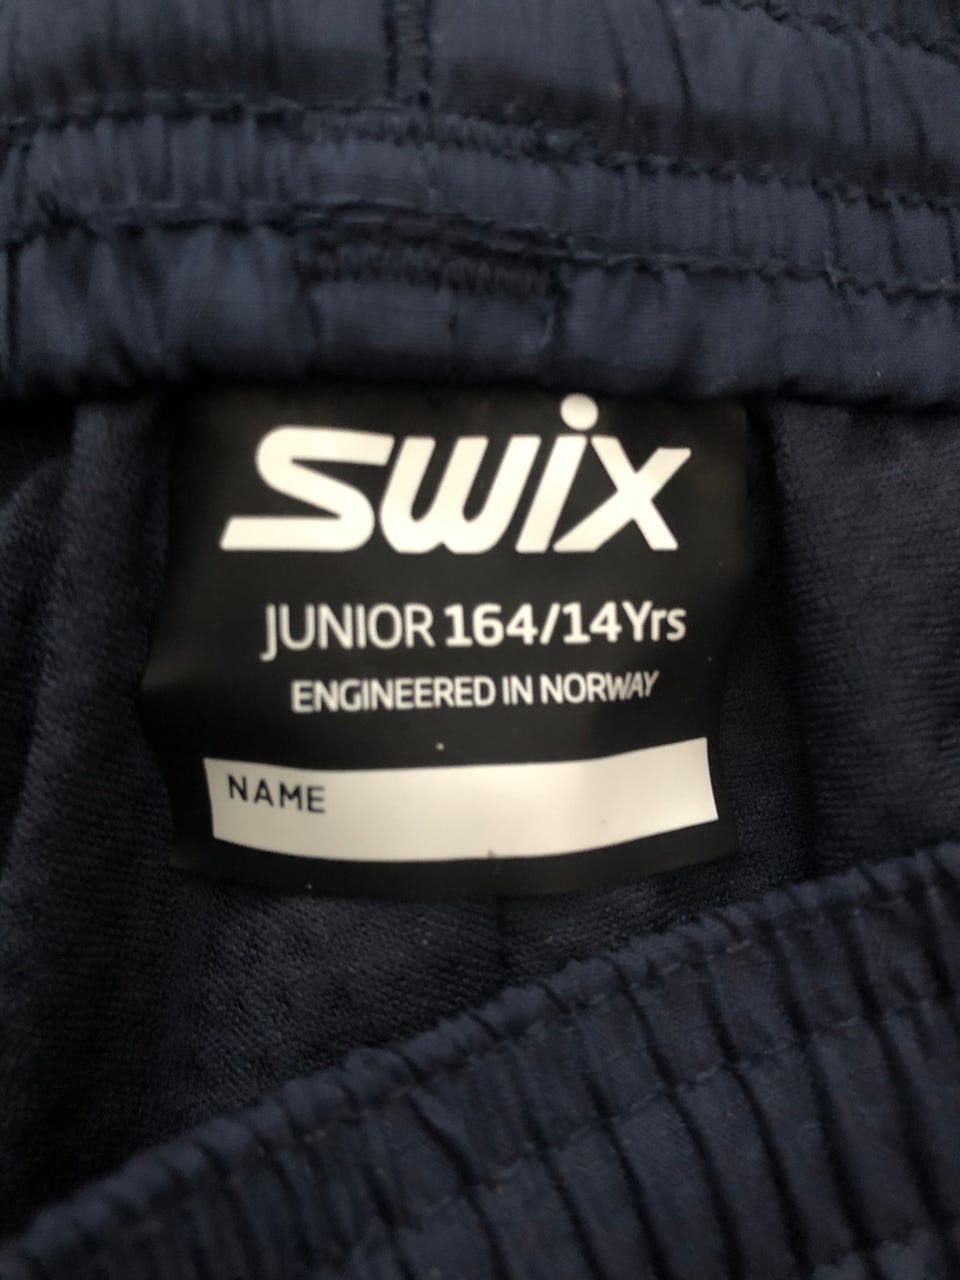 Swix
JUNIOR 164/14Yrs
ENGINEERED IN NORWAY
NAME